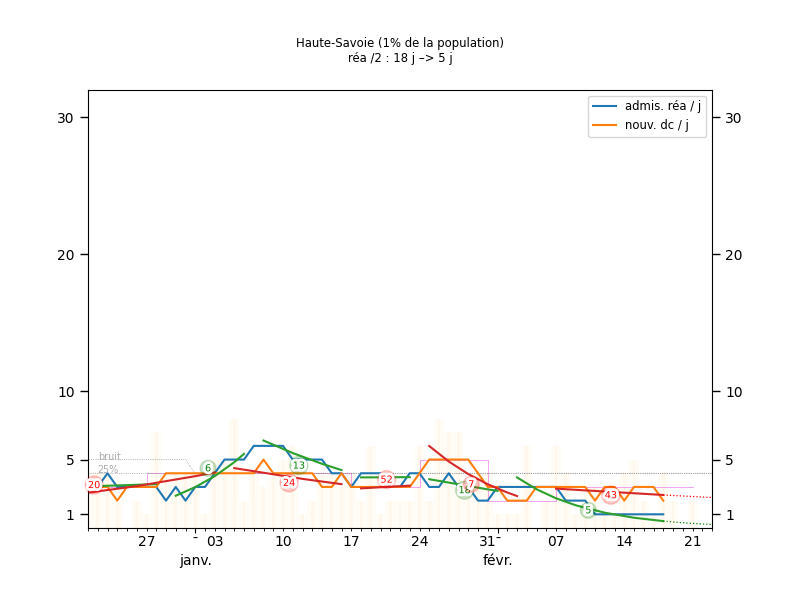 Haute-Savoie (1% de la population)
réa /2 : 18 j –> 5 j
admis. réa / j
nouv. dc / j
30 30
20 20
10 10
5 5
1 1
bruit
25%
20 6 13 24 52 18 7 5 43
27 - 03 10 17 24 31- 07 14 21
janv. févr.